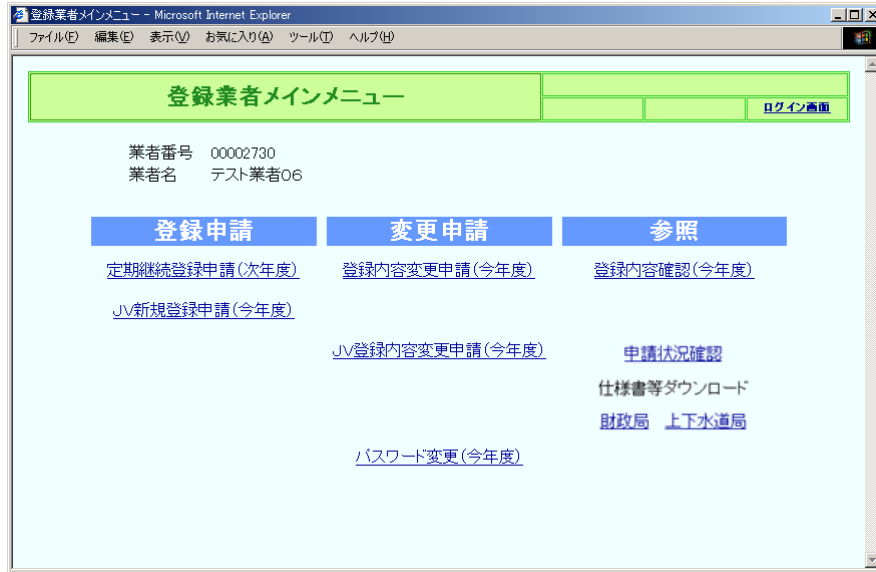 登録業者メインメニュー - Microsoft Internet Explorer
ファイル(F) 編集(E) 表示(V) お気に入り(A) ツール(T) ヘルプ(H)
登録業者メインメニュー
ログイン画面
業者番号 00002730
業者名 テスト業者06
登録申請 変更申請 参照
定期継続登録申請(次年度) 登録内容変更申請(今年度) 登録内容確認(今年度)
JV新規登録申請(今年度)
JV登録内容変更申請(今年度) 申請状況確認
仕様書等ダウンロード
財政局 上下水道局
パスワード変更(今年度)